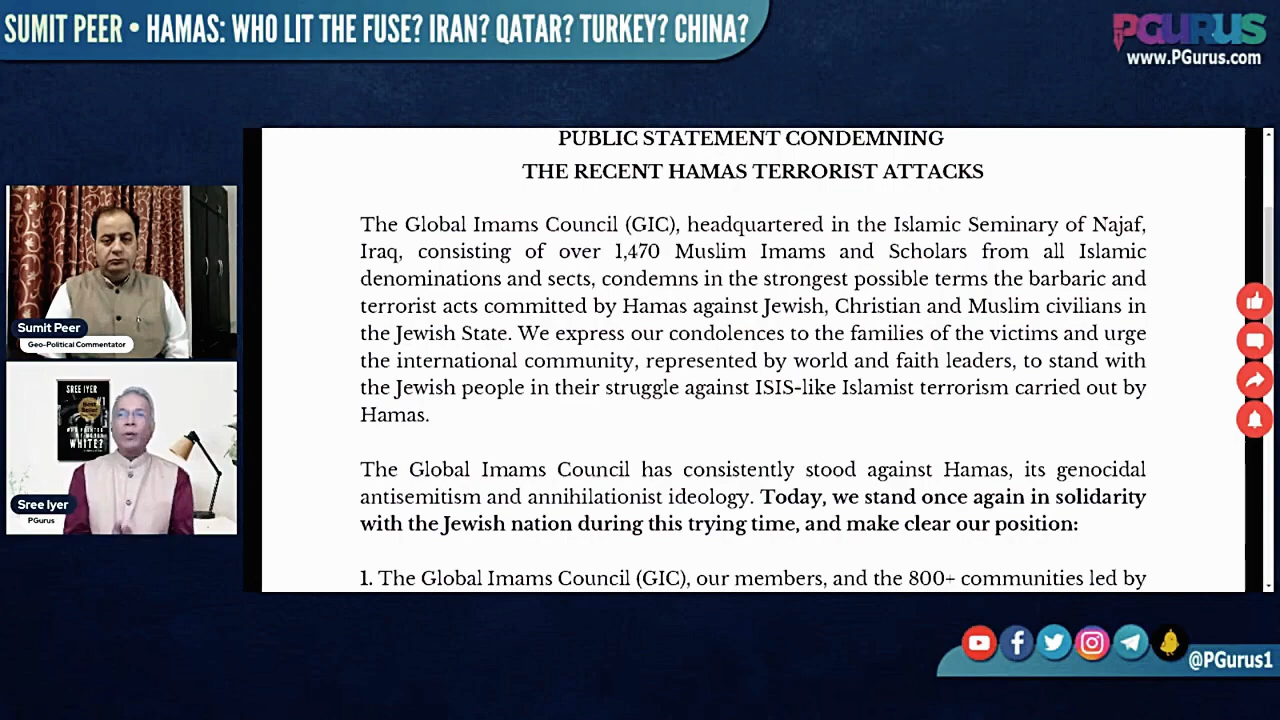 SUMIT PEER • HAMAS: WHO LIT THE FUSE? IRAN? QATAR? TURKEY? CHINA?
PGURUS
www.PGurus.com
PUBLIC STATEMENT CONDEMNING
THE RECENT HAMAS TERRORIST ATTACKS
The Global Imams Council (GIC), headquartered in the Islamic Seminary of Najaf,
Iraq, consisting of over 1,470 Muslim Imams and Scholars from all Islamic
denominations and sects, condemns in the strongest possible terms the barbaric and
terrorist acts committed by Hamas against Jewish, Christian and Muslim civilians in
the Jewish State. We express our condolences to the families of the victims and urge
the international community, represented by world and faith leaders, to stand with
the Jewish people in their struggle against ISIS-like Islamist terrorism carried out by
Hamas.
The Global Imams Council has consistently stood against Hamas, its genocidal
antisemitism and annihilationist ideology. Today, we stand once again in solidarity
with the Jewish nation during this trying time, and make clear our position:
1. The Global Imams Council (GIC), our members, and the 800+ communities led by
Sumit Peer
Geo-Political Commentator
SREE IYER
#1
WHITE?
Sree Iyer
PGurus
@PGurus1